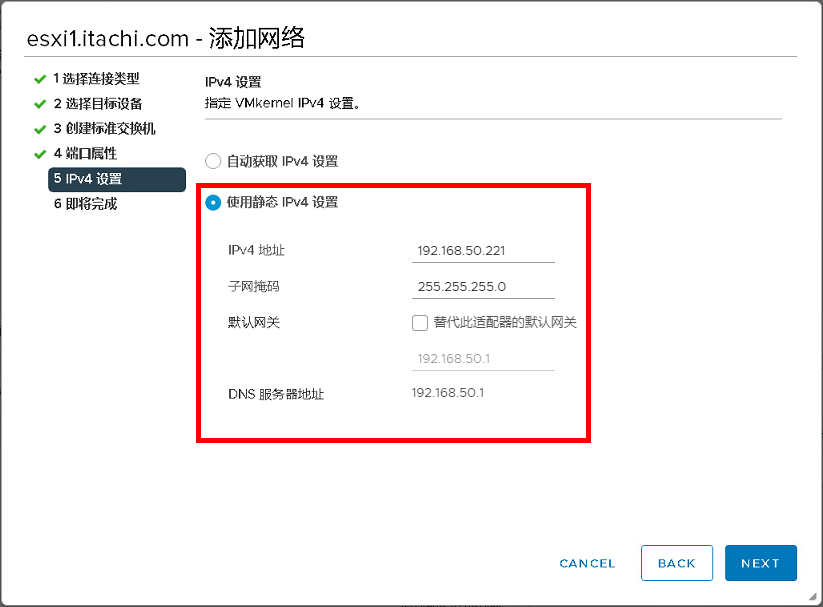 esxi1.itachi.com - 添加网络
1 选择连接类型
2 选择目标设备
3 创建标准交换机
4 端口属性
5 IPv4 设置
6 即将完成
IPv4 设置
指定 VMkernel IPv4 设置。
自动获取 IPv4 设置
使用静态 IPv4 设置
IPv4 地址 192.168.50.221
子网掩码 255.255.255.0
默认网关 替代此适配器的默认网关
192.168.50.1
DNS 服务器地址 192.168.50.1
CANCEL BACK NEXT